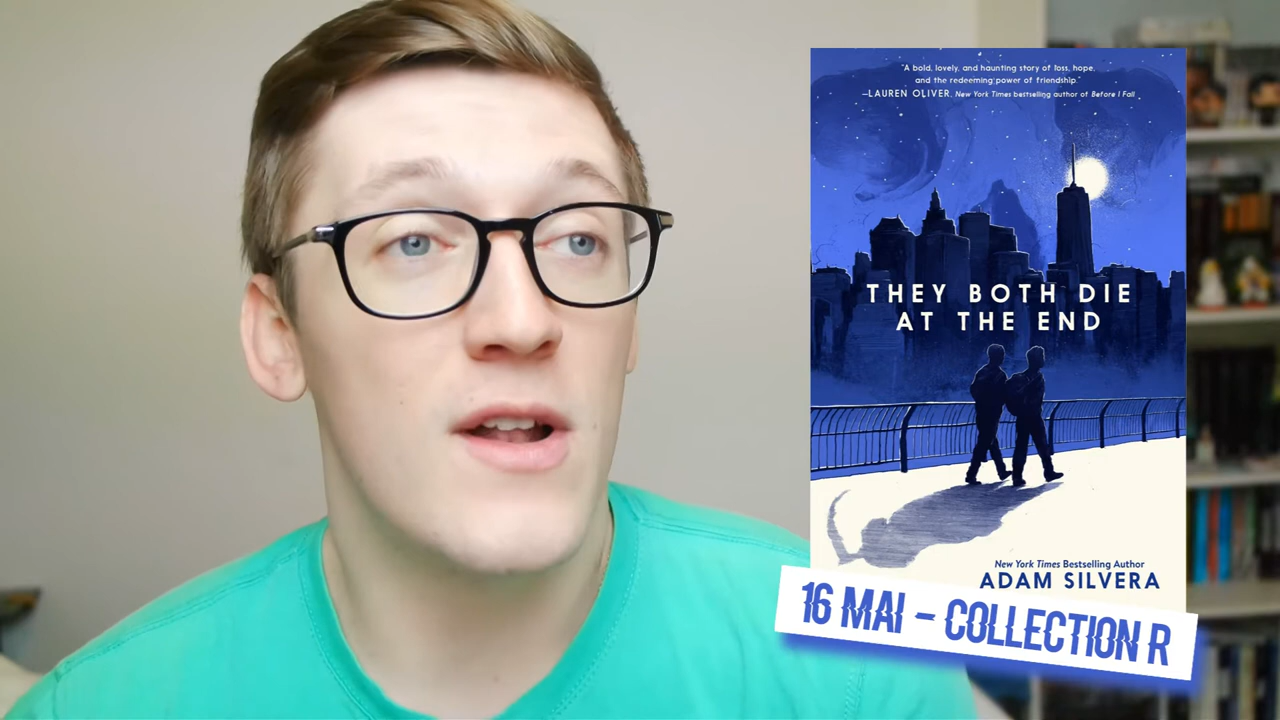 "A bold, lovely, and haunting story of loss, hope,
and the redeeming power of friendship."
—LAUREN OLIVER, New York Times bestselling author of Before I Fall
THEY BOTH DIE
AT THE END
New York Times Bestselling Author
ADAM SILVERA
16 MAI – COLLECTION R